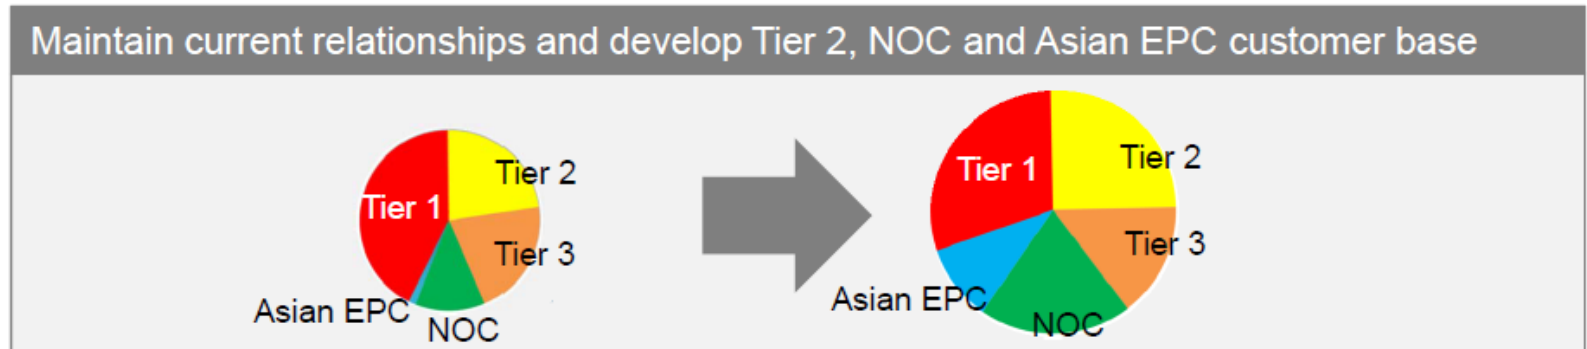 Maintain current relationships and develop Tier 2, NOC and Asian EPC customer base
Tier 1
Tier 2
Tier 3
Asian EPC
NOC
Tier 1
Tier 2
Tier 3
Asian EPC
NOC